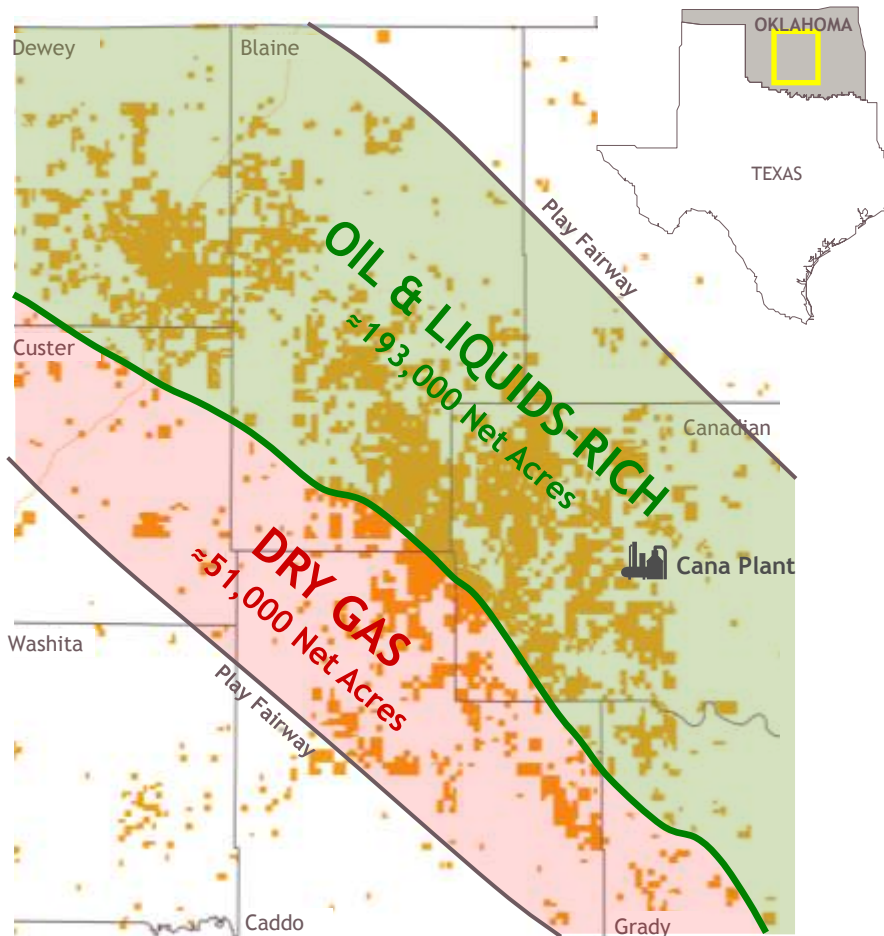 OKLAHOMA
TEXAS
Dewey
Blaine
Play Fairway
OIL & LIQUIDS-RICH
≈193,000 Net Acres
Custer
Canadian
Cana Plant
DRY GAS
≈51,000 Net Acres
Washita
Play Fairway
Caddo
Grady